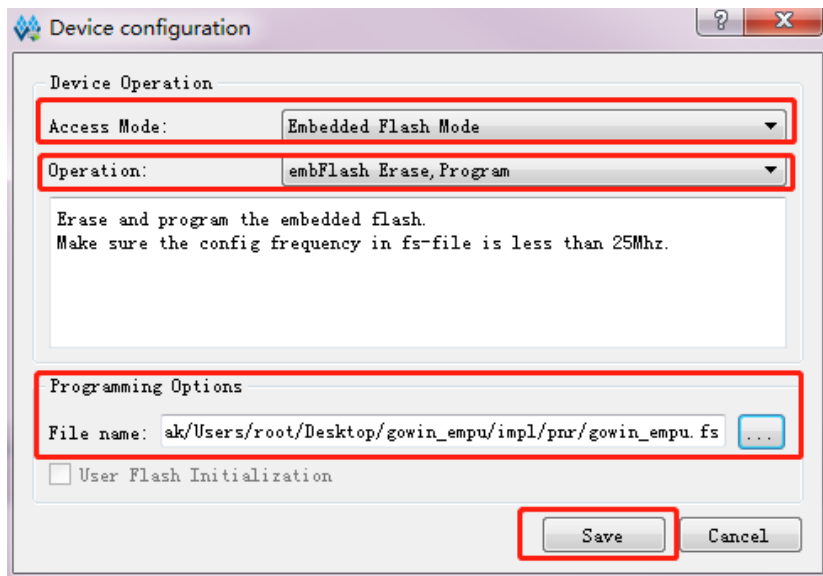 Device configuration
?
Device Operation
Access Mode: Embedded Flash Mode
Operation: embFlash Erase,Program
Erase and program the embedded flash.
Make sure the config frequency in fs-file is less than 25Mhz.
Programming Options
File name: ak/Users/root/Desktop/gowin_empu/impl/pnr/gowin_empu.fs ...
User Flash Initialization
Save Cancel